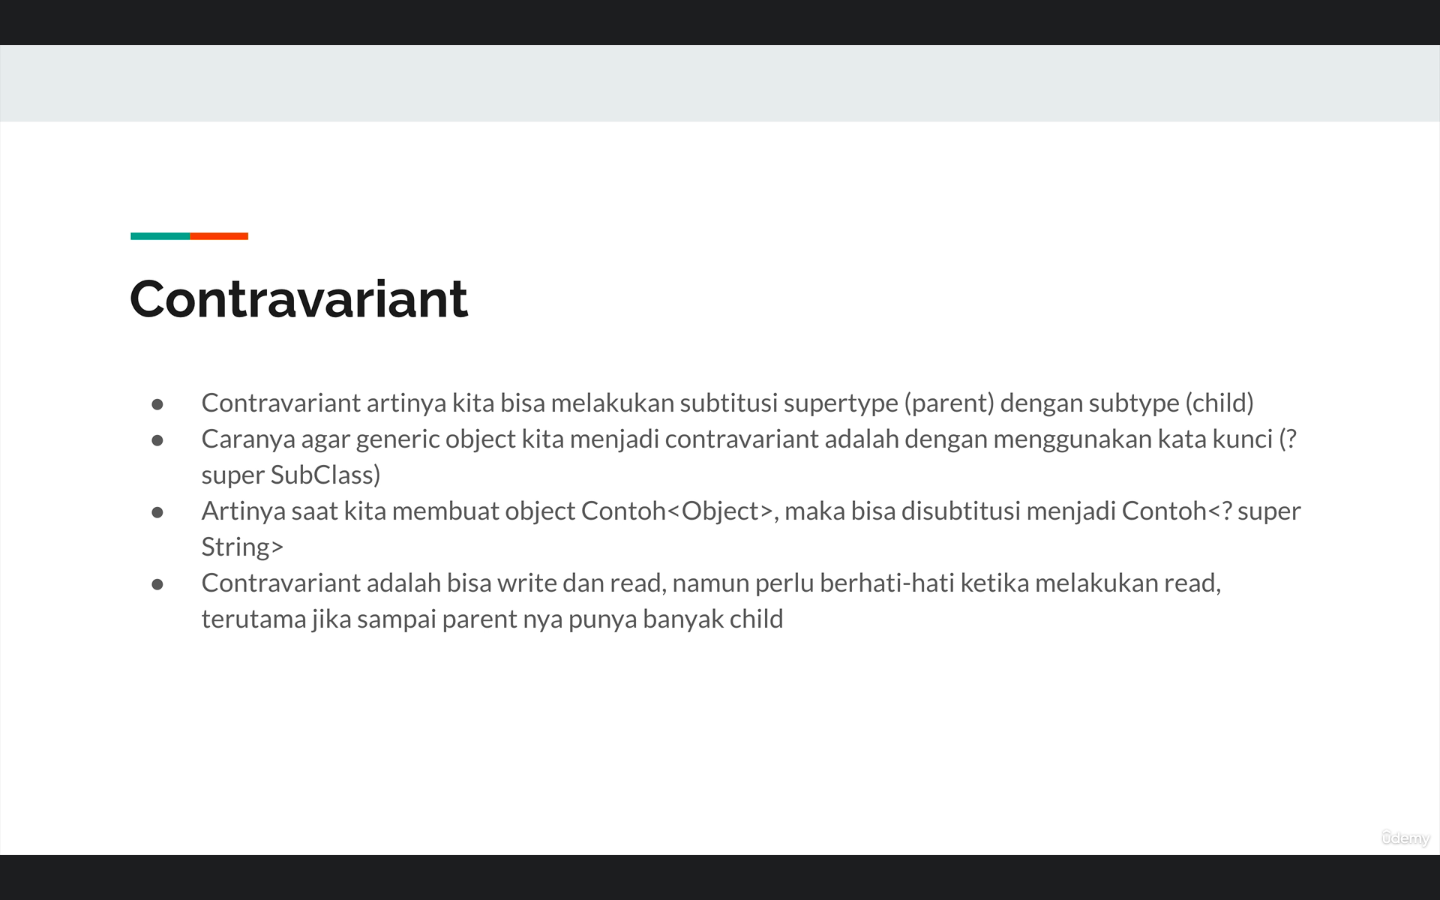 Contravariant
● Contravariant artinya kita bisa melakukan subtitusi supertype (parent) dengan subtype (child)
● Caranya agar generic object kita menjadi contravariant adalah dengan menggunakan kata kunci (?
super SubClass)
● Artinya saat kita membuat object Contoh<Object>, maka bisa disubtitusi menjadi Contoh<? super
String>
● Contravariant adalah bisa write dan read, namun perlu berhati-hati ketika melakukan read,
terutama jika sampai parent nya punya banyak child
ûdemy